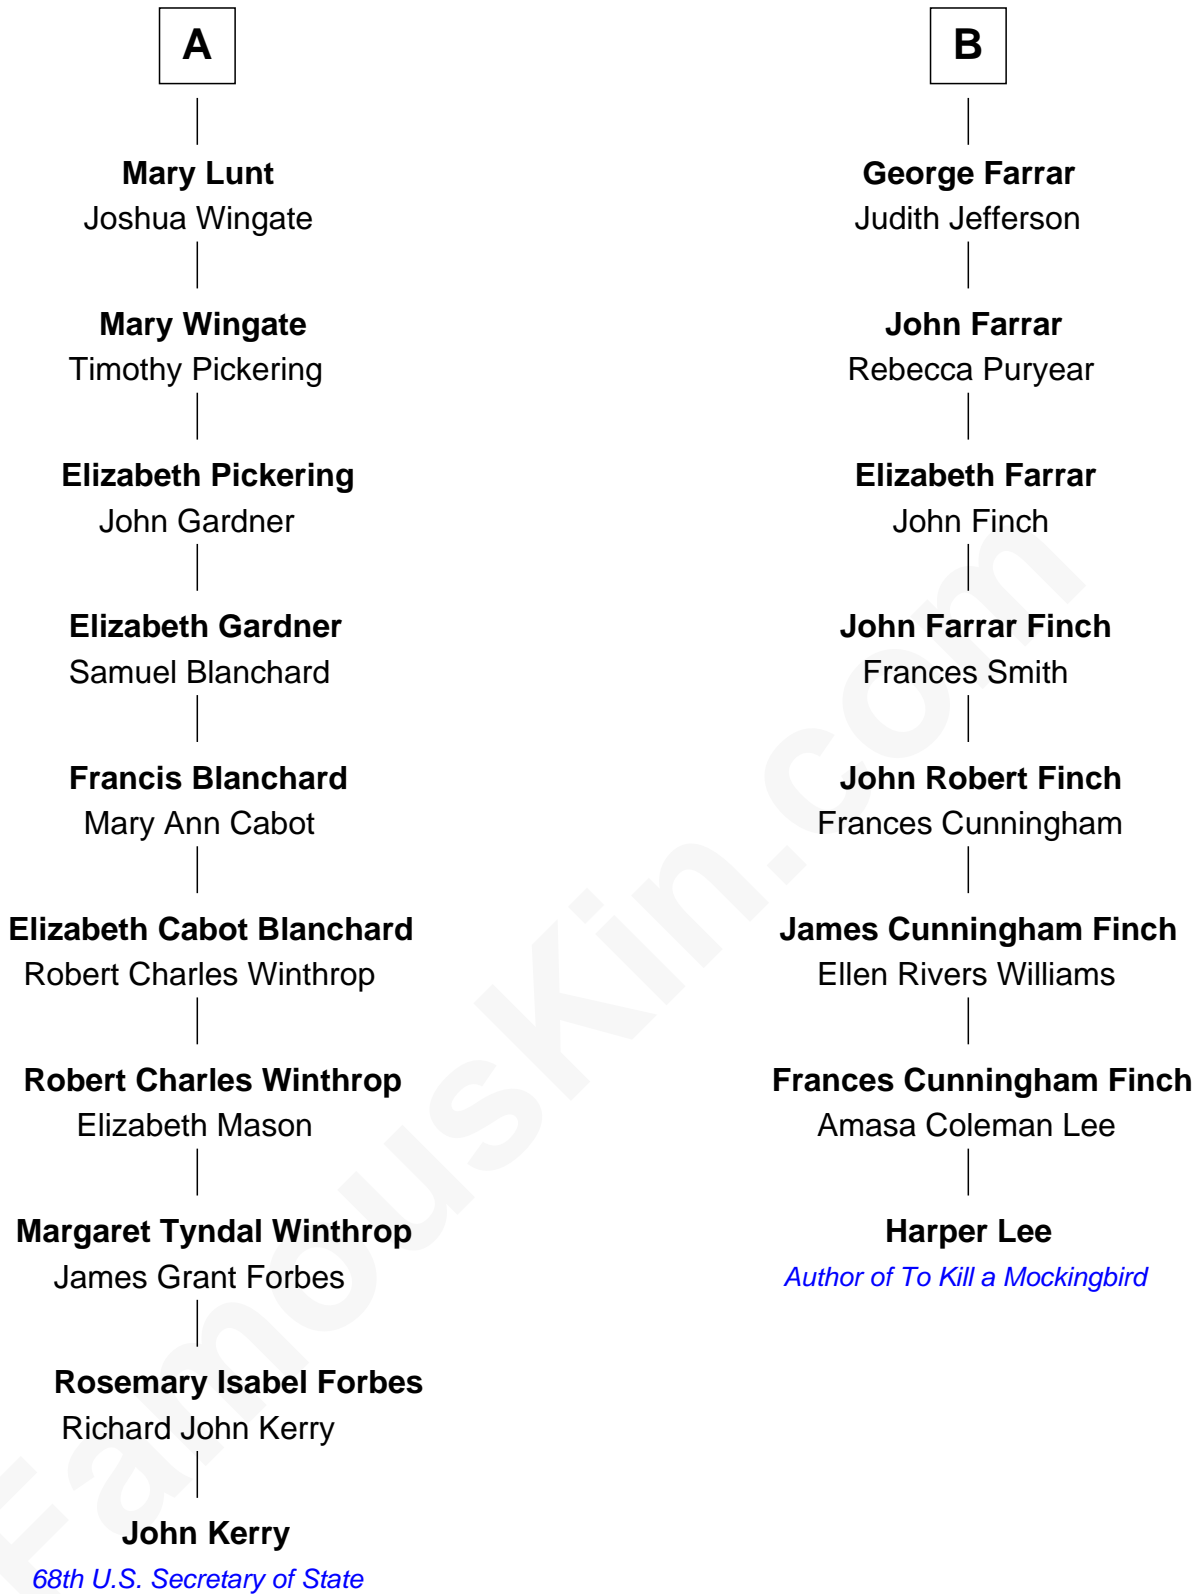 A
Mary Lunt
Joshua Wingate
Mary Wingate
Timothy Pickering
Elizabeth Pickering
John Gardner
Elizabeth Gardner
Samuel Blanchard
Francis Blanchard
Mary Ann Cabot
Elizabeth Cabot Blanchard
Robert Charles Winthrop
Robert Charles Winthrop
Elizabeth Mason
Margaret Tyndal Winthrop
James Grant Forbes
Rosemary Isabel Forbes
Richard John Kerry
John Kerry
68th U.S. Secretary of State
B
George Farrar
Judith Jefferson
John Farrar
Rebecca Puryear
Elizabeth Farrar
John Finch
John Farrar Finch
Frances Smith
John Robert Finch
Frances Cunningham
James Cunningham Finch
Ellen Rivers Williams
Frances Cunningham Finch
Amasa Coleman Lee
Harper Lee
Author of To Kill a Mockingbird
FamousKin.com